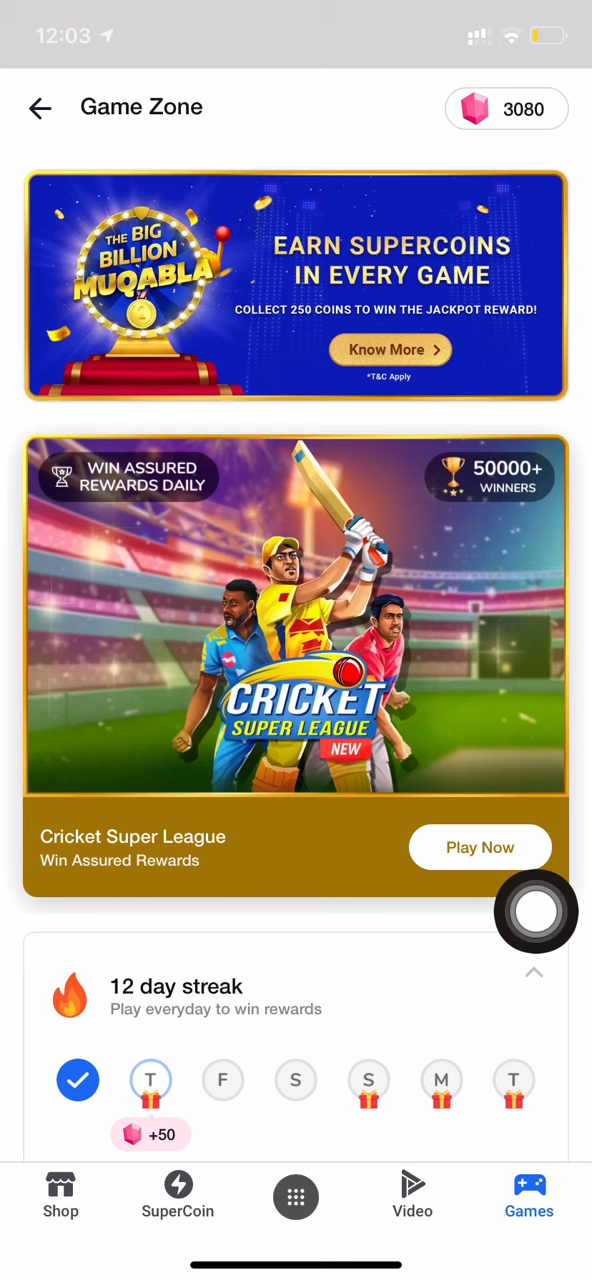 12:03
Game Zone
3080
THE BIG
BILLION
MUQABLA
EARN SUPERCOINS
IN EVERY GAME
COLLECT 250 COINS TO WIN THE JACKPOT REWARD!
Know More
*T&C Apply
WIN ASSURED
REWARDS DAILY
50000+
WINNERS
CRICKET
SUPER LEAGUE
NEW
Cricket Super League
Win Assured Rewards
Play Now
12 day streak
Play everyday to win rewards
T F S S M T
+50
Shop SuperCoin Video Games